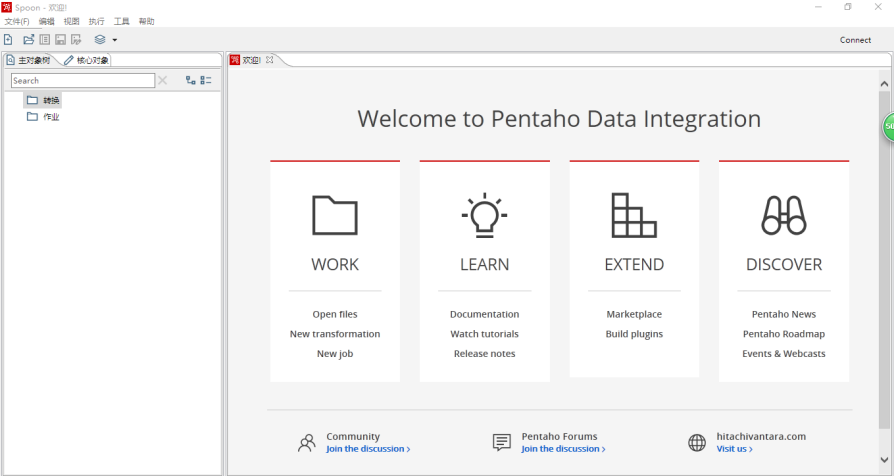 Spoon - 欢迎!
文件(F) 编辑 视图 执行 工具 帮助
Connect
主对象树 核心对象
欢迎!
Search
转换
作业
Welcome to Pentaho Data Integration
WORK
Open files
New transformation
New job
LEARN
Documentation
Watch tutorials
Release notes
EXTEND
Marketplace
Build plugins
DISCOVER
Pentaho News
Pentaho Roadmap
Events & Webcasts
Community
Join the discussion >
Pentaho Forums
Join the discussion >
hitachivantara.com
Visit us >